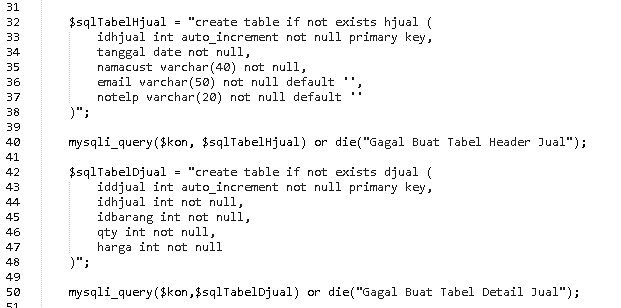 31
32 $sqlTabelHjual = "create table if not exists hjual (
33 idhjual int auto_increment not null primary key,
34 tanggal date not null,
35 namacust varchar(40) not null,
36 email varchar(50) not null default '',
37 notelp varchar(20) not null default ''
38 )";
39
40 mysqli_query($kon, $sqlTabelHjual) or die("Gagal Buat Tabel Header Jual");
41
42 $sqlTabelDjual = "create table if not exists djual (
43 iddjual int auto_increment not null primary key,
44 idhjual int not null,
45 idbarang int not null,
46 qty int not null,
47 harga int not null
48 )";
49
50 mysqli_query($kon,$sqlTabelDjual) or die("Gagal Buat Tabel Detail Jual");
51